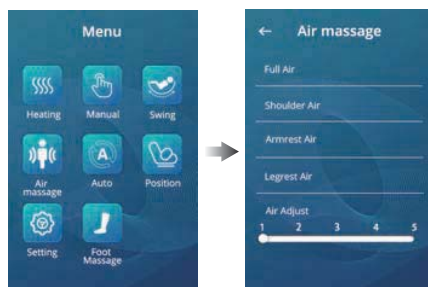 Menu
Heating
Manual
Swing
Air
massage
A
Auto
Position
Setting
Foot
Massage
← Air massage
Full Air
Shoulder Air
Armrest Air
Legrest Air
Air Adjust
1 2 3 4 5